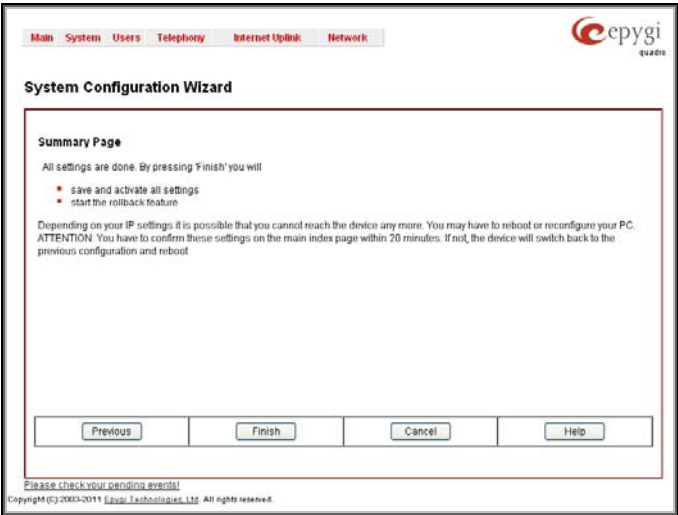 Main System Users Telephony Internet Uplink Network
epygi
quadro
System Configuration Wizard
Summary Page
All settings are done. By pressing 'Finish' you will
save and activate all settings
start the rollback feature
Depending on your IP settings it is possible that you cannot reach the device any more. You may have to reboot or reconfigure your PC.
ATTENTION: You have to confirm these settings on the main index page within 20 minutes. If not, the device will switch back to the
previous configuration and reboot
Previous Finish Cancel Help
Please check your pending events!
Copyright (C) 2003-2011 Epygi Technologies, Ltd. All rights reserved.